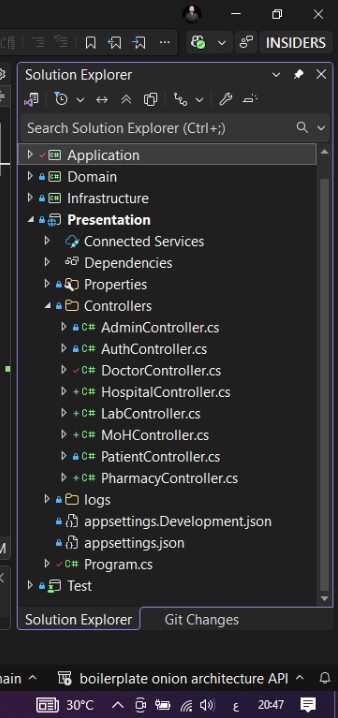 INSIDERS
Solution Explorer
Search Solution Explorer (Ctrl+;)
Application
Domain
Infrastructure
Presentation
Connected Services
Dependencies
Properties
Controllers
C# AdminController.cs
C# AuthController.cs
C# DoctorController.cs
C# HospitalController.cs
C# LabController.cs
C# MoHController.cs
C# PatientController.cs
C# PharmacyController.cs
logs
appsettings.Development.json
appsettings.json
C# Program.cs
Test
Solution Explorer Git Changes
ain boilerplate onion architecture API
30°C ع 20:47